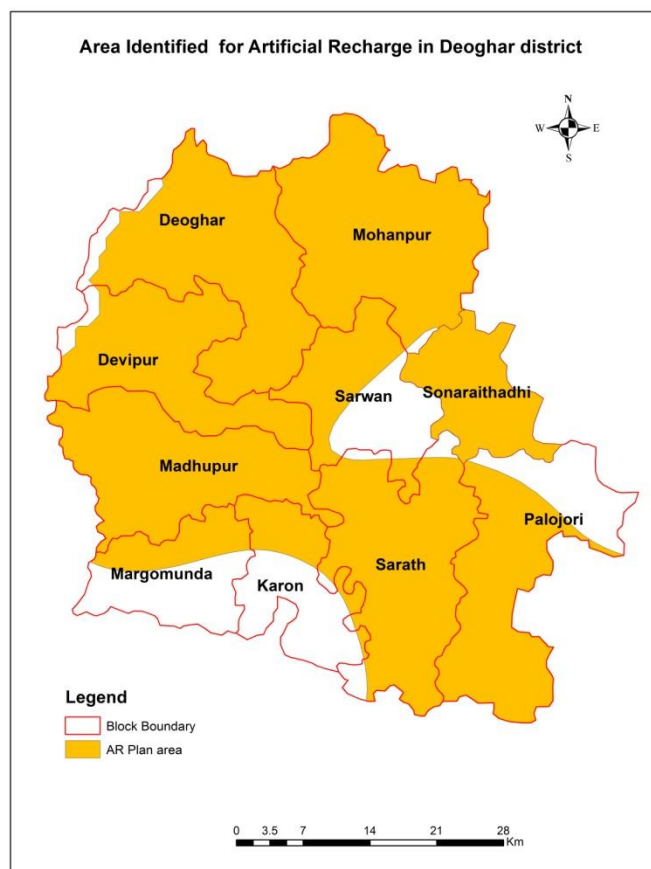 Area Identified for Artificial Recharge in Deoghar district
N
W E
S
Deoghar
Mohanpur
Devipur
Sarwan
Sonaraithadhi
Madhupur
Palojori
Sarath
Margomunda
Karon
Legend
Block Boundary
AR Plan area
0 3.5 7 14 21 28
Km